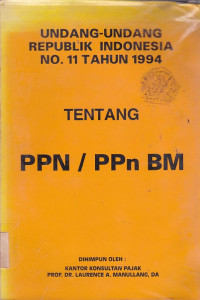 UNDANG-UNDANG
REPUBLIK INDONESIA
NO. 11 TAHUN 1994
TENTANG
PPN / PPn BM
DIHIMPUN OLEH :
KANTOR KONSULTAN PAJAK
PROF. DR. LAURENCE A. MANULLANG, DA